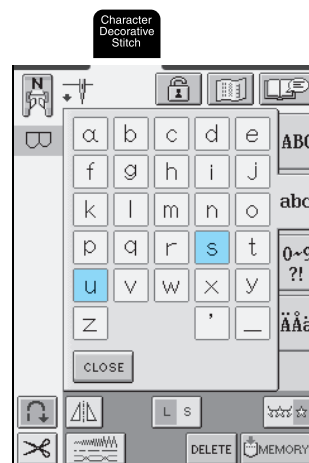 Character
Decorative
Stitch
N
a b c d e ABC
f g h i j
k l m n o abc
p q r s t 0~9
?!
u v w x y
z ' _ ÄÅä
CLOSE
L S
DELETE MEMORY